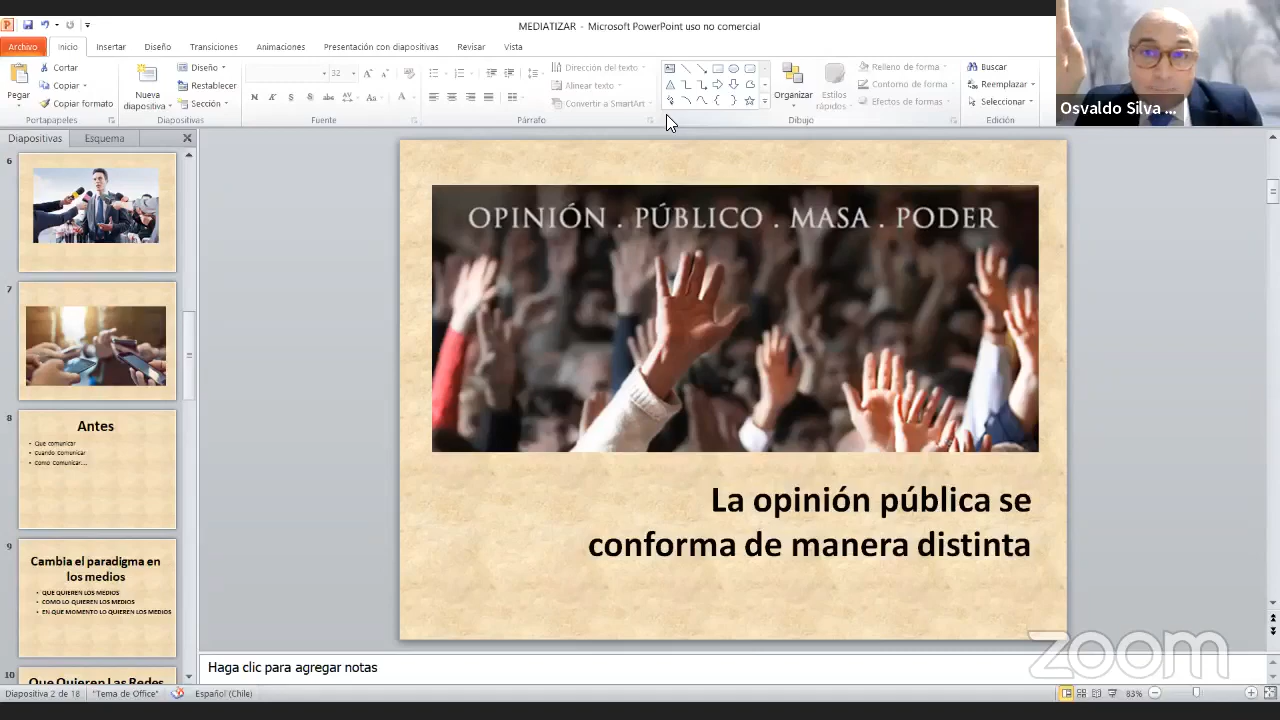 MEDIATIZAR - Microsoft PowerPoint uso no comercial
Archivo Inicio Insertar Diseño Transiciones Animaciones Presentación con diapositivas Revisar Vista
Pegar
Cortar
Copiar
Copiar formato
Portapapeles
Nueva diapositiva
Diseño
Restablecer
Sección
Diapositivas
32
Fuente
Dirección del texto
Alinear texto
Convertir a SmartArt
Párrafo
Organizar
Estilos rápidos
Relleno de forma
Contorno de forma
Efectos de formas
Dibujo
Buscar
Reemplazar
Seleccionar
Edición
Osvaldo Silva ...
Diapositivas Esquema
6
7
8
Antes
• Que comunicar
• Cuando Comunicar
• Como Comunicar...
9
Cambia el paradigma en
los medios
• QUE QUIEREN LOS MEDIOS
• COMO LO QUIEREN LOS MEDIOS
• EN QUE MOMENTO LO QUIEREN LOS MEDIOS
10
Que Quieren Las Redes
OPINIÓN . PÚBLICO . MASA . PODER
La opinión pública se
conforma de manera distinta
zoom
Haga clic para agregar notas
Diapositiva 2 de 18 "Tema de Office" Español (Chile) 83%